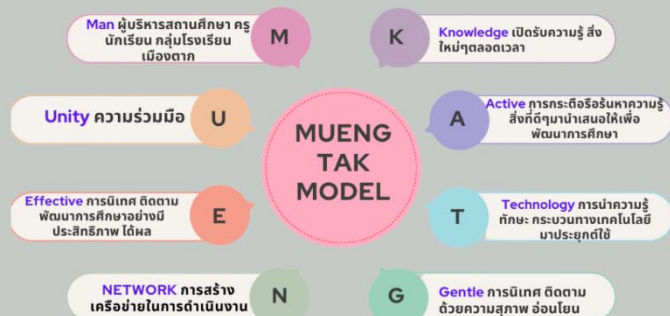 Man ผู้บริหารสถานศึกษา ครู
นักเรียน กลุ่มโรงเรียน
เมืองตาก
M
Unity ความร่วมมือ
U
Effective การนิเทศ ติดตาม
พัฒนาการศึกษาอย่างมี
ประสิทธิภาพ ได้ผล
E
NETWORK การสร้าง
เครือข่ายในการดำเนินงาน
N
MUENG
TAK
MODEL
K
Knowledge เปิดรับความรู้ สิ่ง
ใหม่ๆตลอดเวลา
A
Active การกระตือรือร้นหาความรู้
สิ่งที่ดีๆมานำเสนอให้เพื่อ
พัฒนาการศึกษา
T
Technology การนำความรู้
ทักษะ กระบวนทางเทคโนโลยี
มาประยุกต์ใช้
G
Gentle การนิเทศ ติดตาม
ด้วยความสุภาพ อ่อนโยน